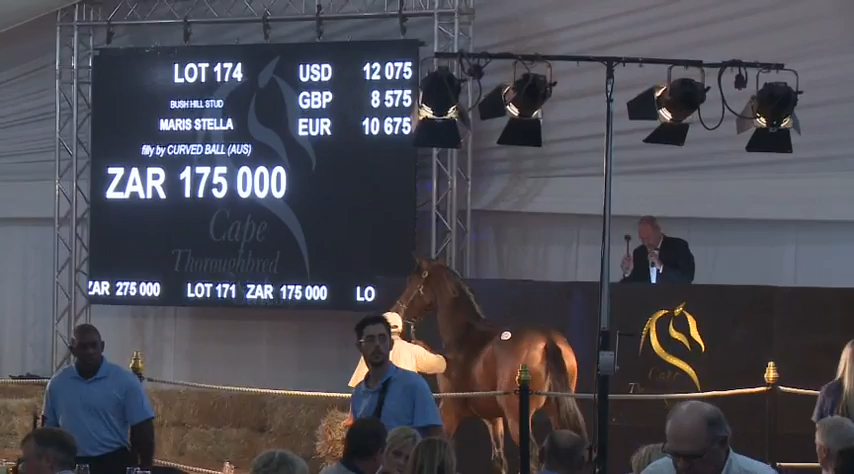 LOT 174
BUSH HILL STUD
MARIS STELLA
filly by CURVED BALL (AUS)
USD 12 075
GBP 8 575
EUR 10 675
ZAR 175 000
Cape
Thoroughbred
ZAR 275 000 LOT 171 ZAR 175 000 LO
Cape